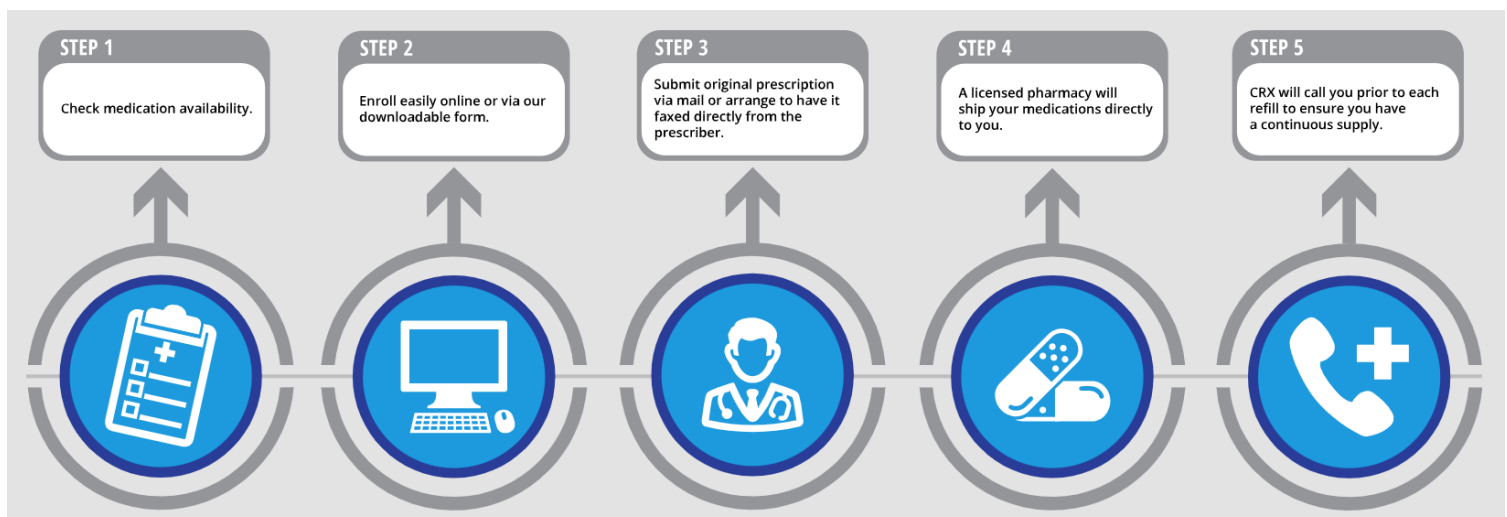 STEP 1
Check medication availability.
STEP 2
Enroll easily online or via our
downloadable form.
STEP 3
Submit original prescription
via mail or arrange to have it
faxed directly from the
prescriber.
STEP 4
A licensed pharmacy will
ship your medications directly
to you.
STEP 5
CRX will call you prior to each
refill to ensure you have
a continuous supply.